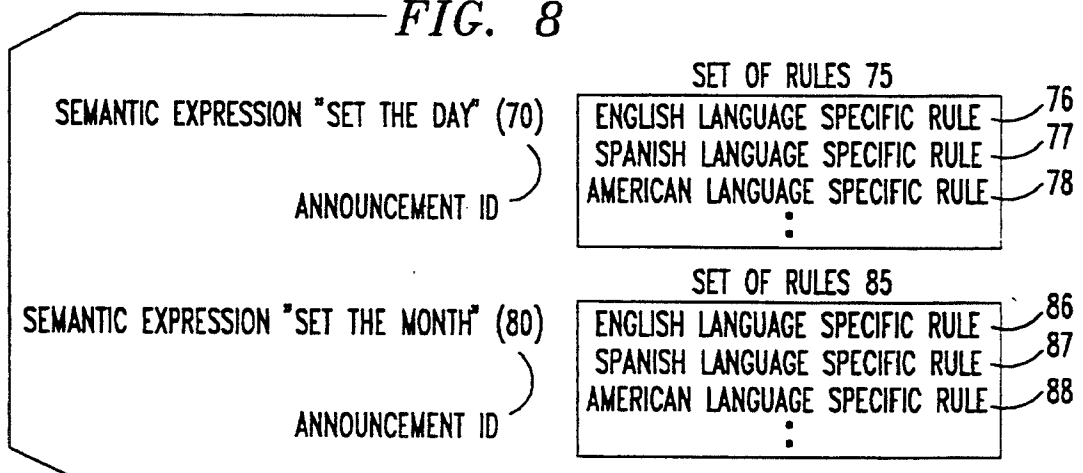 FIG. 8
SET OF RULES 75
SEMANTIC EXPRESSION "SET THE DAY" (70)
ANNOUNCEMENT ID
ENGLISH LANGUAGE SPECIFIC RULE 76
SPANISH LANGUAGE SPECIFIC RULE 77
AMERICAN LANGUAGE SPECIFIC RULE 78
SET OF RULES 85
SEMANTIC EXPRESSION "SET THE MONTH" (80)
ANNOUNCEMENT ID
ENGLISH LANGUAGE SPECIFIC RULE 86
SPANISH LANGUAGE SPECIFIC RULE 87
AMERICAN LANGUAGE SPECIFIC RULE 88